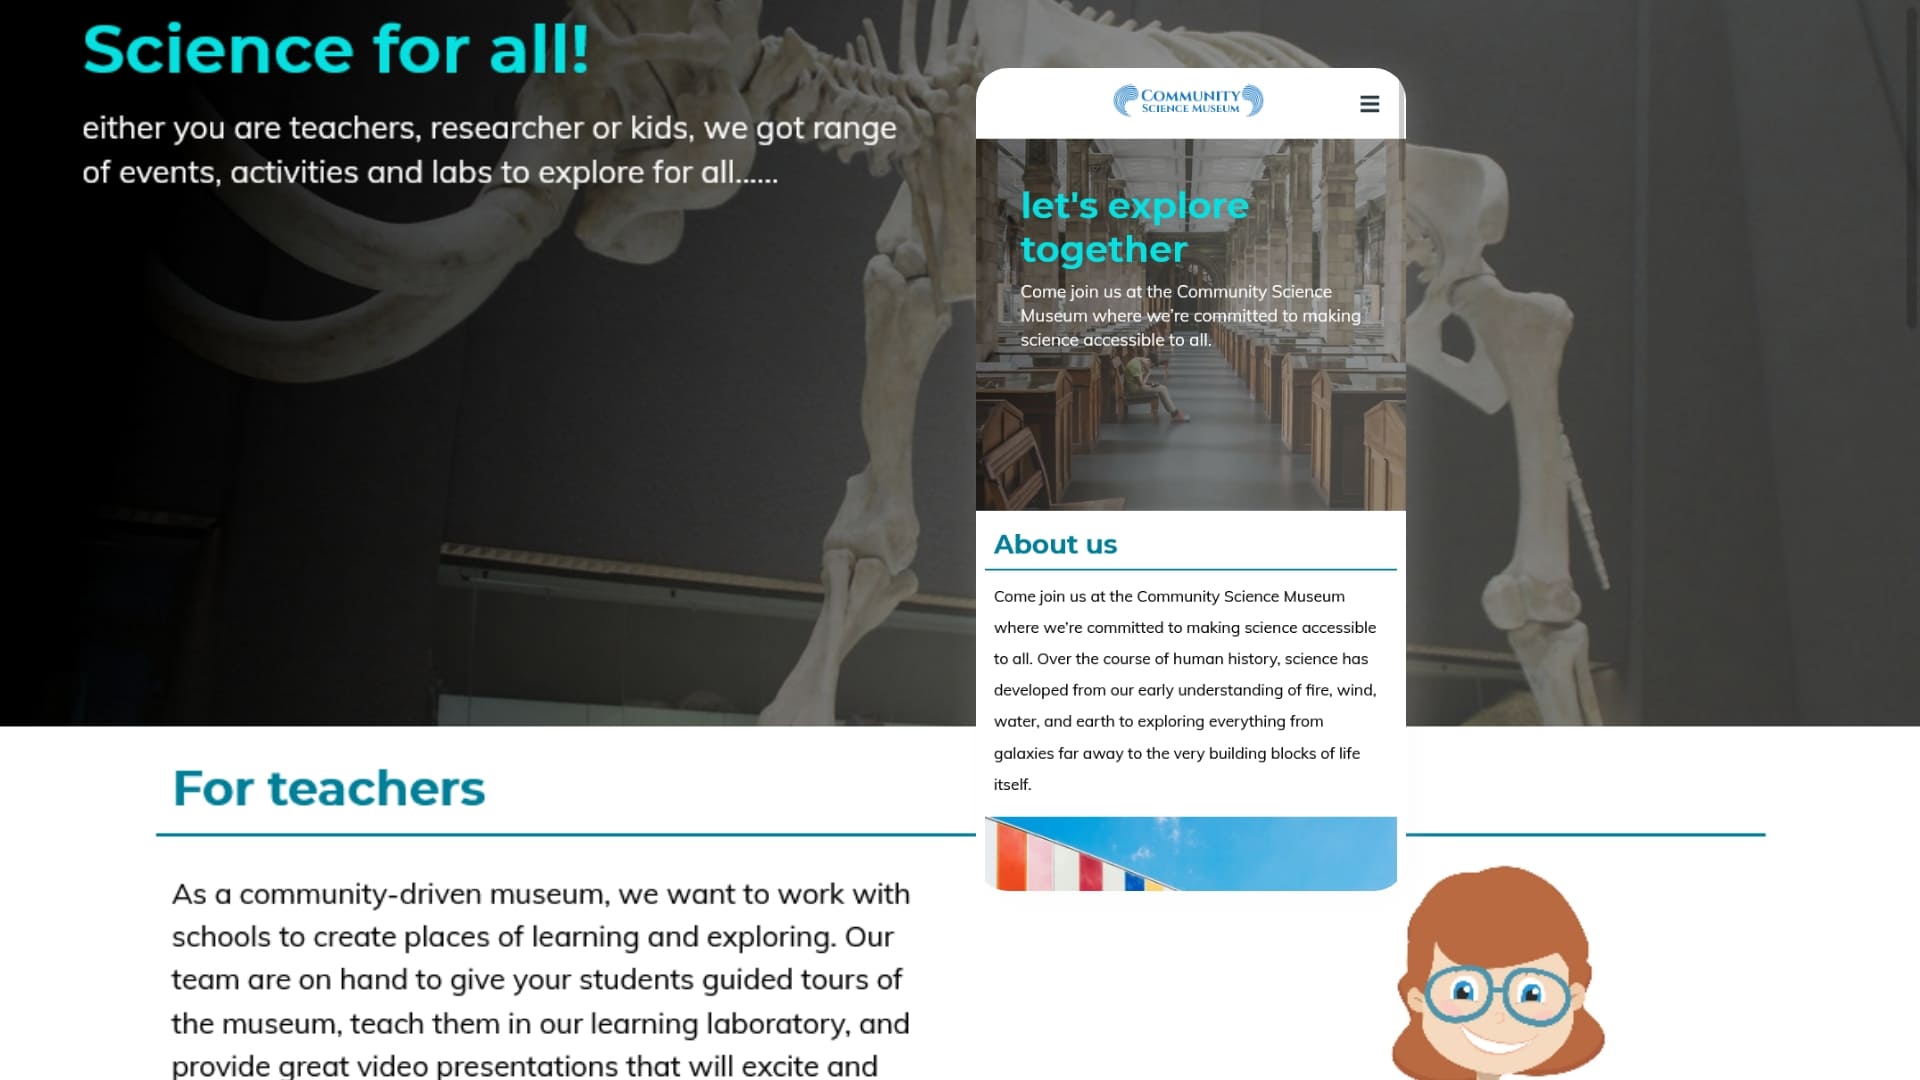 Science for all!
either you are teachers, researcher or kids, we got range
of events, activities and labs to explore for all......
COMMUNITY
SCIENCE MUSEUM
let's explore
together
Come join us at the Community Science
Museum where we're committed to making
science accessible to all.
About us
Come join us at the Community Science Museum
where we're committed to making science accessible
to all. Over the course of human history, science has
developed from our early understanding of fire, wind,
water, and earth to exploring everything from
galaxies far away to the very building blocks of life
itself.
For teachers
As a community-driven museum, we want to work with
schools to create places of learning and exploring. Our
team are on hand to give your students guided tours of
the museum, teach them in our learning laboratory, and
provide great video presentations that will excite and